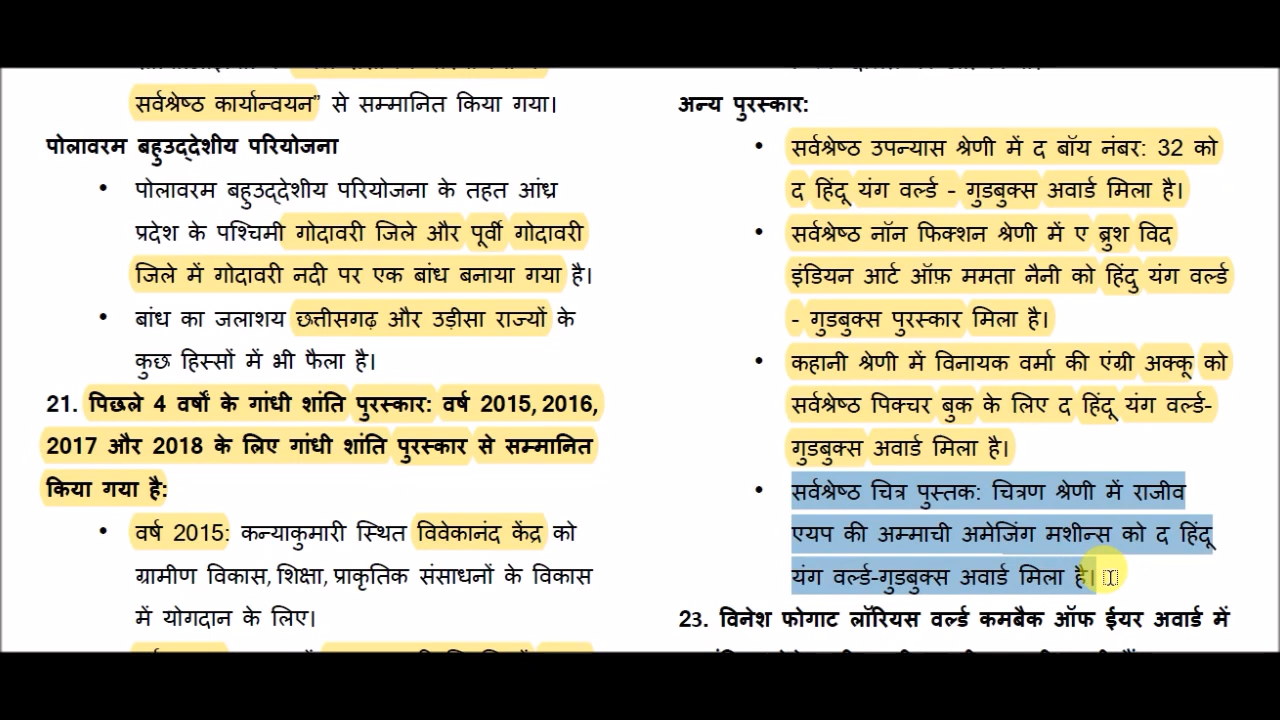 सर्वश्रेष्ठ कार्यान्वयन" से सम्मानित किया गया।
पोलावरम बहुउद्देशीय परियोजना
• पोलावरम बहुउद्देशीय परियोजना के तहत आंध्र
प्रदेश के पश्चिमी गोदावरी जिले और पूर्वी गोदावरी
जिले में गोदावरी नदी पर एक बांध बनाया गया है।
• बांध का जलाशय छत्तीसगढ़ और उड़ीसा राज्यों के
कुछ हिस्सों में भी फैला है।
21. पिछले 4 वर्षों के गांधी शांति पुरस्कार: वर्ष 2015, 2016,
2017 और 2018 के लिए गांधी शांति पुरस्कार से सम्मानित
किया गया है:
• वर्ष 2015: कन्याकुमारी स्थित विवेकानंद केंद्र को
ग्रामीण विकास, शिक्षा, प्राकृतिक संसाधनों के विकास
में योगदान के लिए।
अन्य पुरस्कार:
• सर्वश्रेष्ठ उपन्यास श्रेणी में द बॉय नंबर: 32 को
द हिंदू यंग वर्ल्ड - गुडबुक्स अवार्ड मिला है।
• सर्वश्रेष्ठ नॉन फिक्शन श्रेणी में ए ब्रुश विद
इंडियन आर्ट ऑफ़ ममता नैनी को हिंदु यंग वर्ल्ड
- गुडबुक्स पुरस्कार मिला है।
• कहानी श्रेणी में विनायक वर्मा की एंग्री अक्कू को
सर्वश्रेष्ठ पिक्चर बुक के लिए द हिंदू यंग वर्ल्ड-
गुडबुक्स अवार्ड मिला है।
• सर्वश्रेष्ठ चित्र पुस्तक: चित्रण श्रेणी में राजीव
एयप की अम्माची अमेजिंग मशीन्स को द हिंदू
यंग वर्ल्ड-गुडबुक्स अवार्ड मिला है।
23. विनेश फोगाट लॉरियस वर्ल्ड कमबैक ऑफ ईयर अवार्ड में